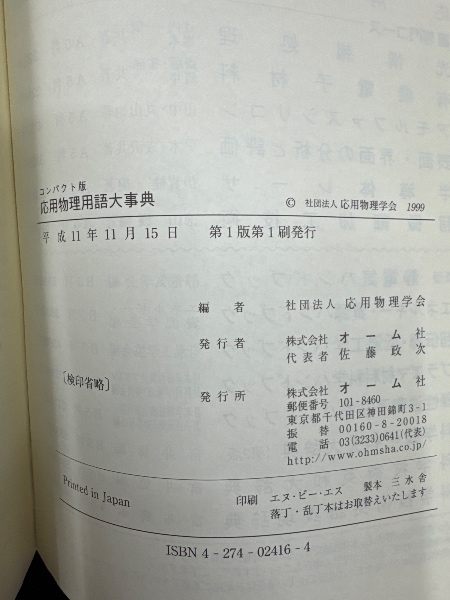 コンパクト版
応用物理用語大事典
© 社団法人 応用物理学会 1999
平成11年11月15日 第1版第1刷発行
編者 社団法人 応用物理学会
発行者 株式会社 オーム社
代表者 佐藤政次
〔検印省略〕
発行所 株式会社 オーム社
郵便番号 101-8460
東京都千代田区神田錦町3-1
振替 00160-8-20018
電話 03(3233)0641(代表)
http://www.ohmsha.co.jp/
Printed in Japan
印刷 エヌ・ピー・エス 製本 三水舎
落丁・乱丁本はお取替えいたします
ISBN 4-274-02416-4